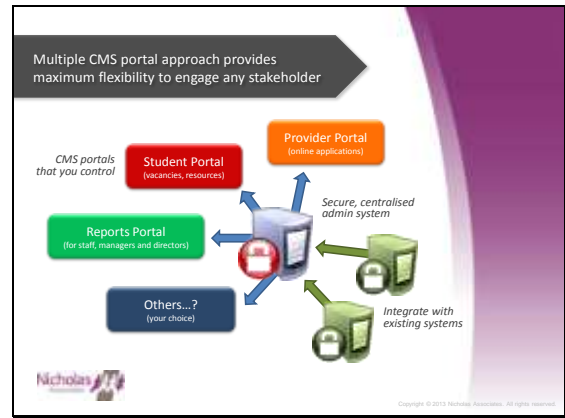 Multiple CMS portal approach provides
maximum flexibility to engage any stakeholder
Provider Portal
(online applications)
CMS portals
that you control
Student Portal
(vacancies, resources)
Secure, centralised
admin system
Reports Portal
(for staff, managers and directors)
Others...?
(your choice)
Integrate with
existing systems
Nicholas
Copyright © 2013 Nicholas Associates. All rights reserved